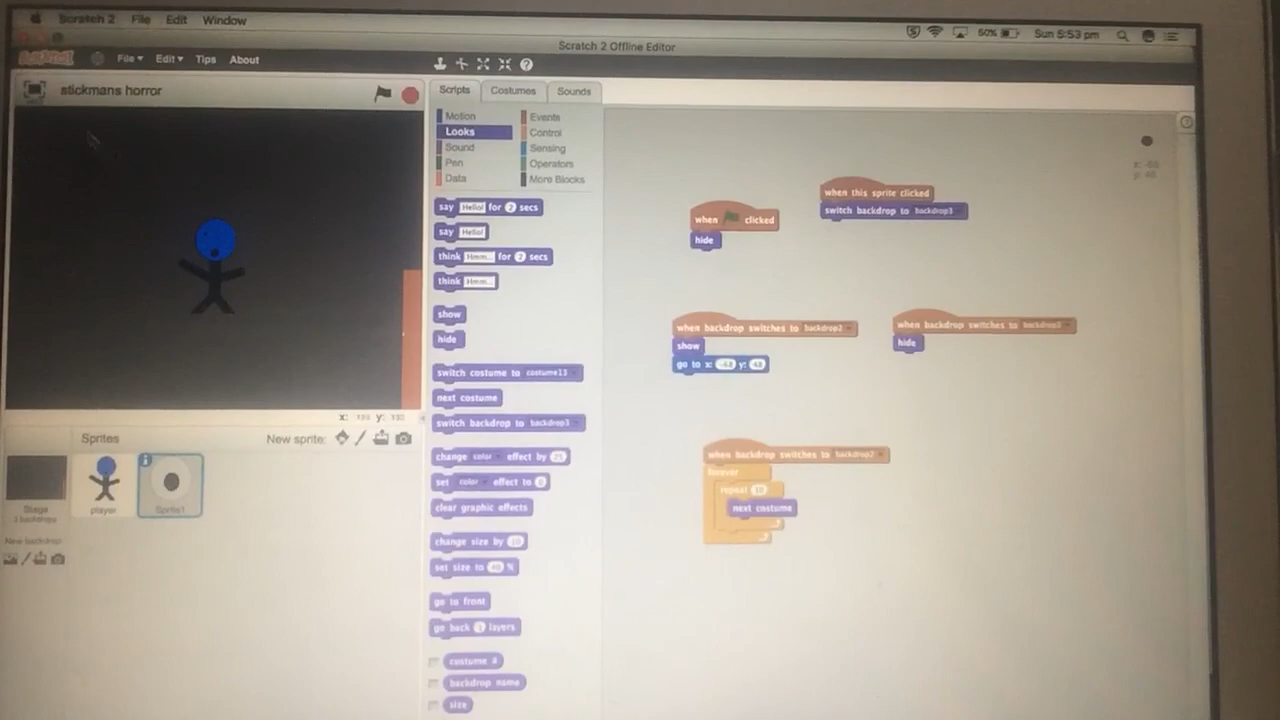 Scratch 2 File Edit Window
50% Sun 5:53 pm
Scratch 2 Offline Editor
SCRATCH File Edit Tips About
stickmans horror
Scripts Costumes Sounds
Motion Events
Looks Control
Sound Sensing
Pen Operators
Data More Blocks
say Hello! for 2 secs
say Hello!
think Hmm... for 2 secs
think Hmm...
show
hide
switch costume to costume13
next costume
switch backdrop to backdrop3
change color effect by 25
set color effect to 0
clear graphic effects
change size by 10
set size to %
go to front
go back 1 layers
costume #
backdrop name
size
when clicked
hide
when this sprite clicked
switch backdrop to backdrop3
when backdrop switches to backdrop2
show
go to x: y:
when backdrop switches to
hide
when backdrop switches to backdrop2
forever
repeat 10
next costume
x:
y:
x: y:
Sprites New sprite:
Stage
player
Sprite1
New backdrop: